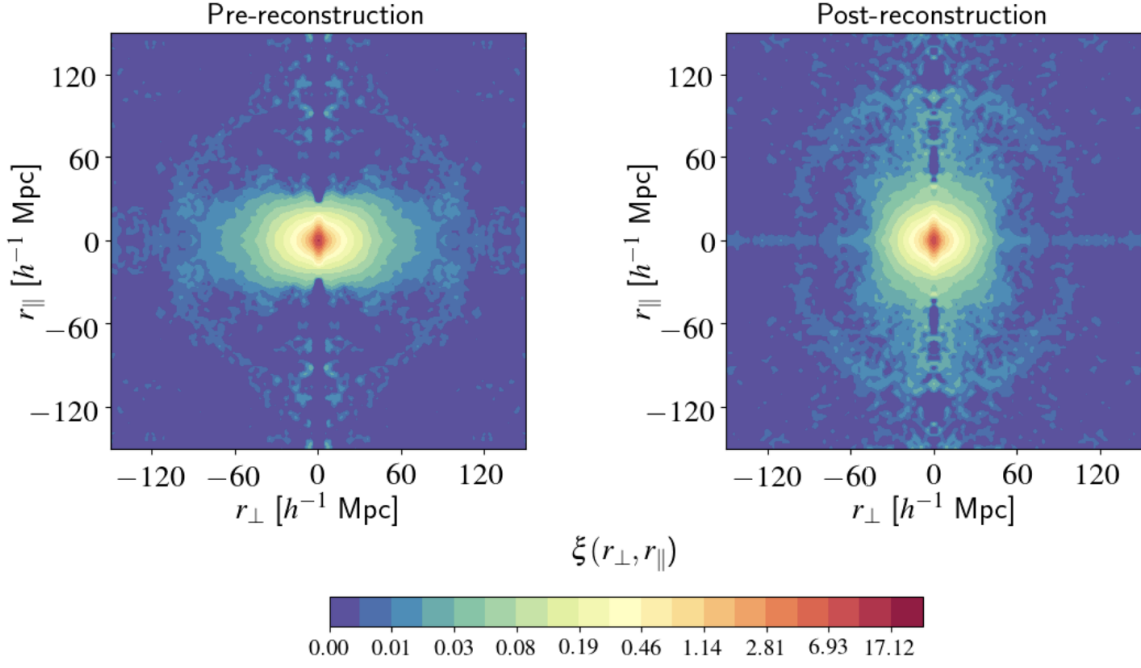 Pre-reconstruction
120
60
0
−60
−120
r∥ [h⁻¹ Mpc]
−120 −60 0 60 120
r⊥ [h⁻¹ Mpc]
Post-reconstruction
120
60
0
−60
−120
r∥ [h⁻¹ Mpc]
−120 −60 0 60 120
r⊥ [h⁻¹ Mpc]
ξ(r⊥, r∥)
0.00 0.01 0.03 0.08 0.19 0.46 1.14 2.81 6.93 17.12